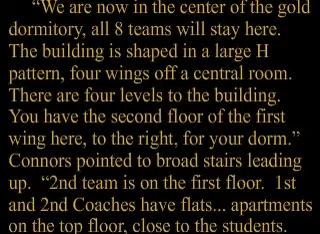 “We are now in the center of the gold
dormitory, all 8 teams will stay here.
The building is shaped in a large H
pattern, four wings off a central room.
There are four levels to the building.
You have the second floor of the first
wing here, to the right, for your dorm.”
Connors pointed to broad stairs leading
up.  “2nd team is on the first floor.  1st
and 2nd Coaches have flats... apartments
on the top floor, close to the students.